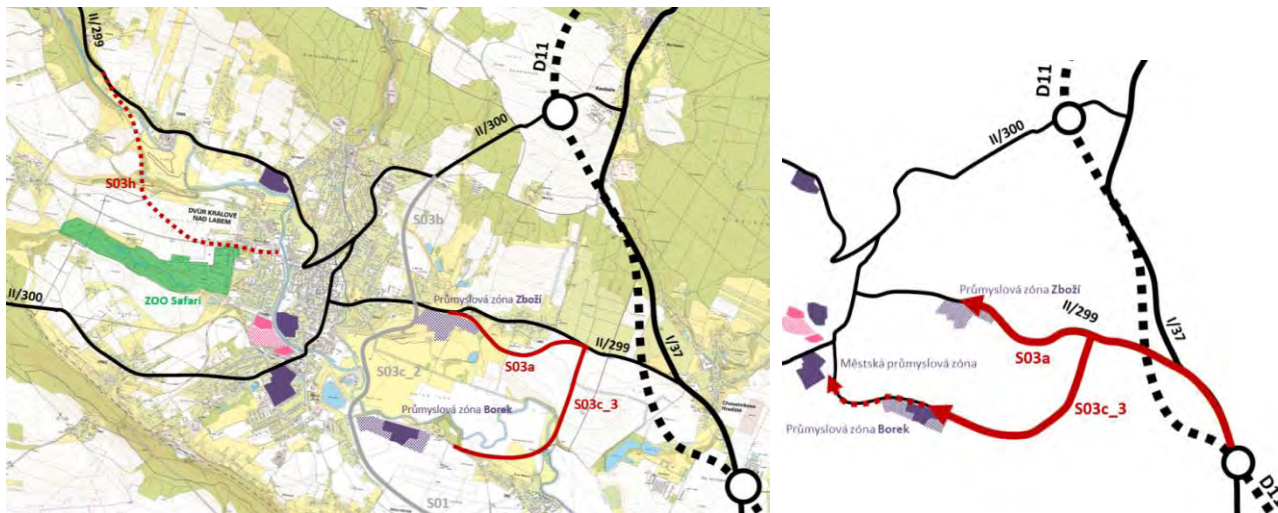 II/299
D11
II/300
S03h
DVŮR KRÁLOVÉ
NAD LABEM
S03b
ZOO Safari
II/300
Průmyslová zóna Zboží
II/299
I/37
S03a
S03c_2
S03c_3
Průmyslová zóna Borek
S01
D11
II/300
Průmyslová zóna Zboží
II/299
I/37
S03a
Městská průmyslová zóna
S03c_3
Průmyslová zóna Borek
D11